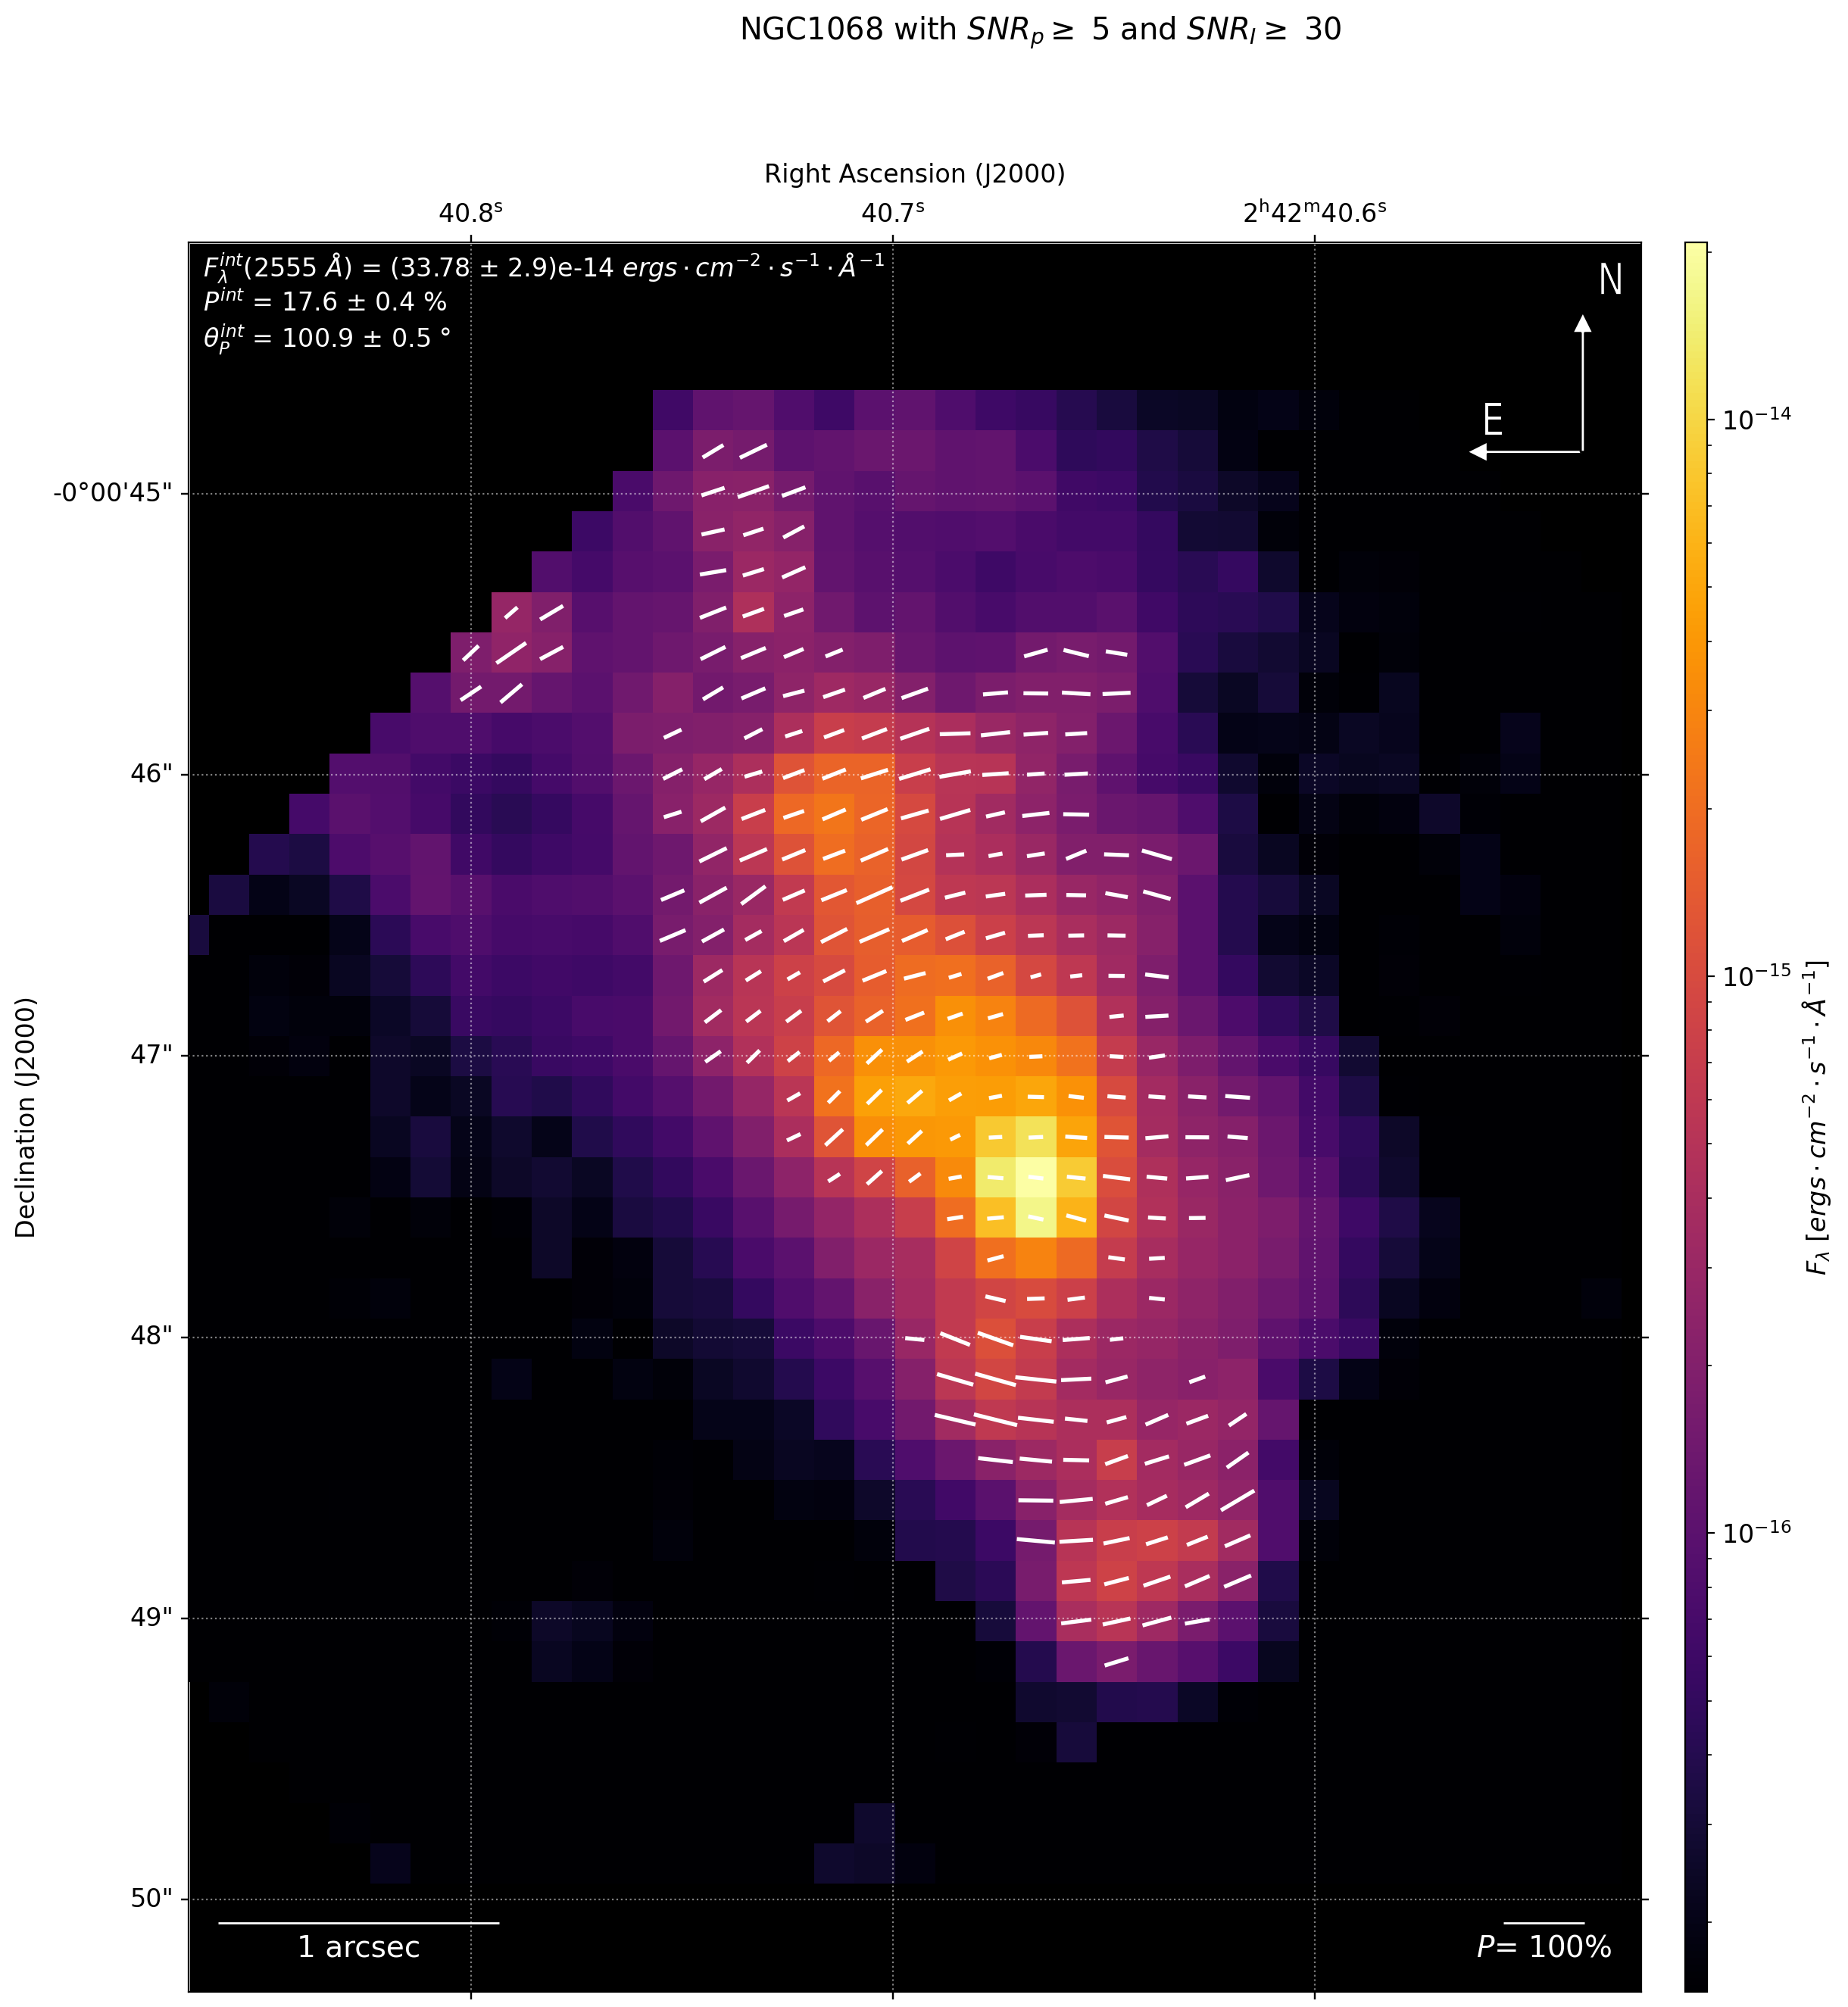 NGC1068 with SNR_p ≥ 5 and SNR_I ≥ 30
Right Ascension (J2000)
40.8ˢ 40.7ˢ 2ʰ42ᵐ40.6ˢ
F_λ^int(2555 Å) = (33.78 ± 2.9)e-14 ergs · cm⁻² · s⁻¹ · Å⁻¹
P^int = 17.6 ± 0.4 %
θ_P^int = 100.9 ± 0.5 °
N
E
10⁻¹⁴
-0°00'45"
46"
10⁻¹⁵
47"
48"
10⁻¹⁶
49"
50"
Declination (J2000)
F_λ [ergs · cm⁻² · s⁻¹ · Å⁻¹]
1 arcsec
P= 100%